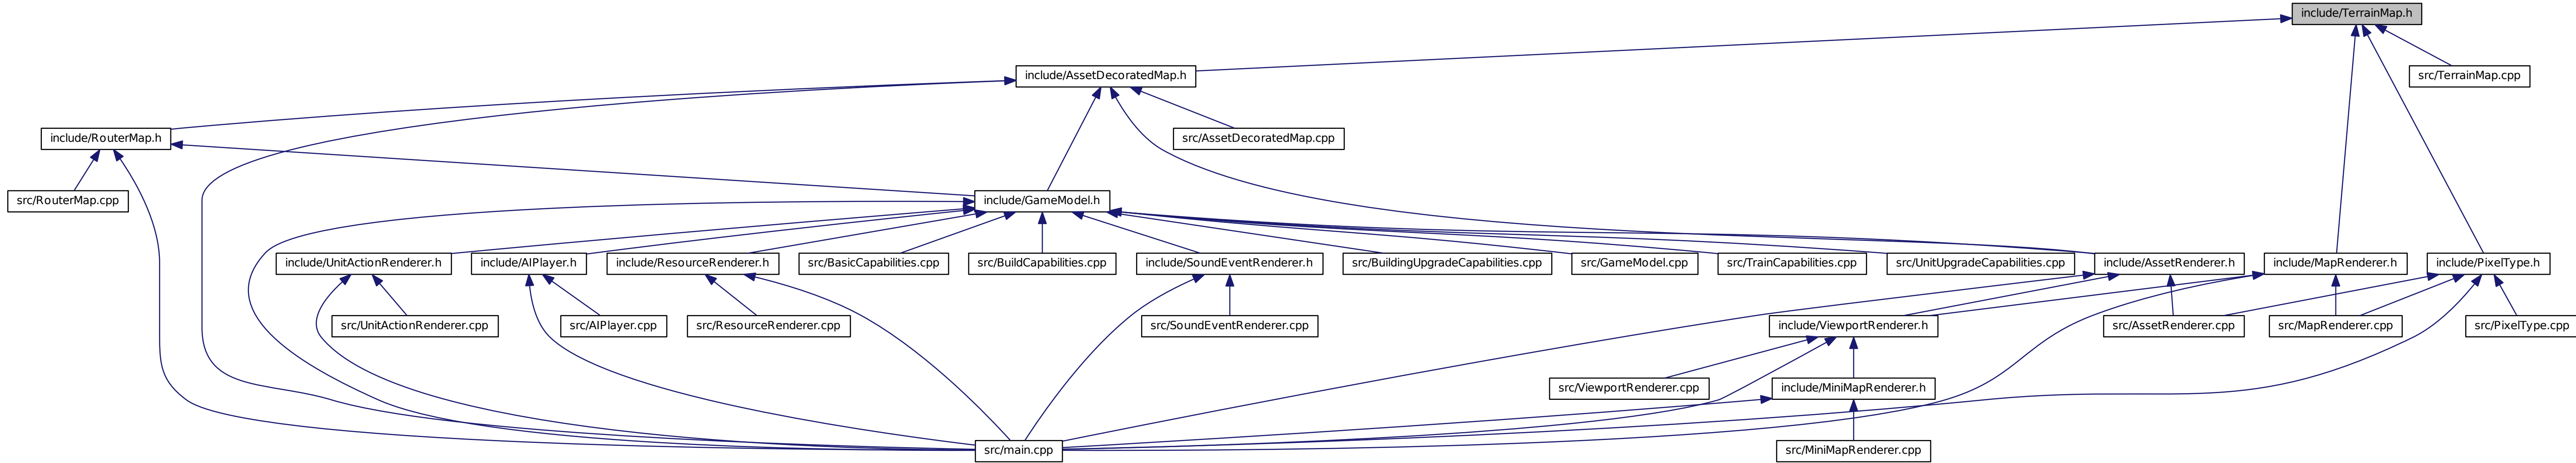 include/TerrainMap.h
include/AssetDecoratedMap.h
src/TerrainMap.cpp
include/RouterMap.h
src/AssetDecoratedMap.cpp
src/RouterMap.cpp
include/GameModel.h
include/UnitActionRenderer.h
include/AIPlayer.h
include/ResourceRenderer.h
src/BasicCapabilities.cpp
src/BuildCapabilities.cpp
include/SoundEventRenderer.h
src/BuildingUpgradeCapabilities.cpp
src/GameModel.cpp
src/TrainCapabilities.cpp
src/UnitUpgradeCapabilities.cpp
include/AssetRenderer.h
include/MapRenderer.h
include/PixelType.h
src/UnitActionRenderer.cpp
src/AIPlayer.cpp
src/ResourceRenderer.cpp
src/SoundEventRenderer.cpp
include/ViewportRenderer.h
src/AssetRenderer.cpp
src/MapRenderer.cpp
src/PixelType.cpp
src/ViewportRenderer.cpp
include/MiniMapRenderer.h
src/main.cpp
src/MiniMapRenderer.cpp